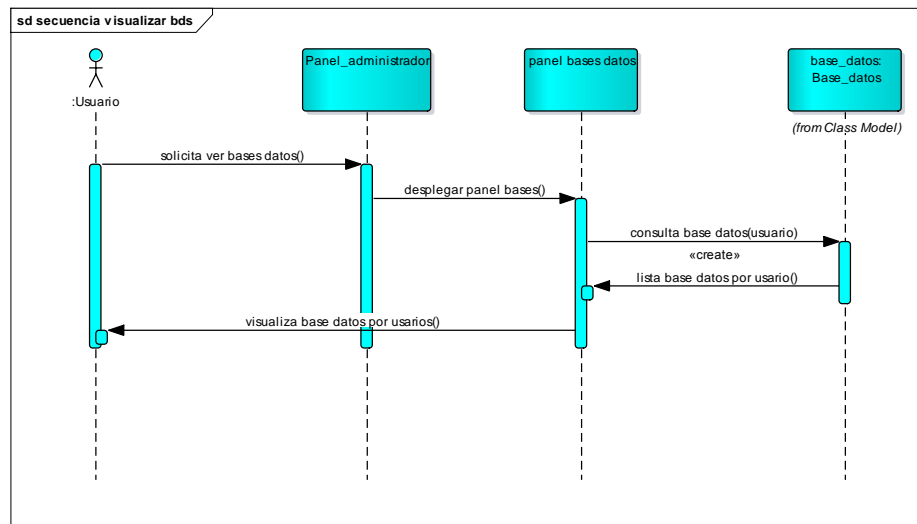 sd secuencia visualizar bds
:Usuario
Panel_administrador
panel bases datos
base_datos:
Base_datos
(from Class Model)
solicita ver bases datos()
desplegar panel bases()
consulta base datos(usuario)
«create»
lista base datos por usario()
visualiza base datos por usarios()